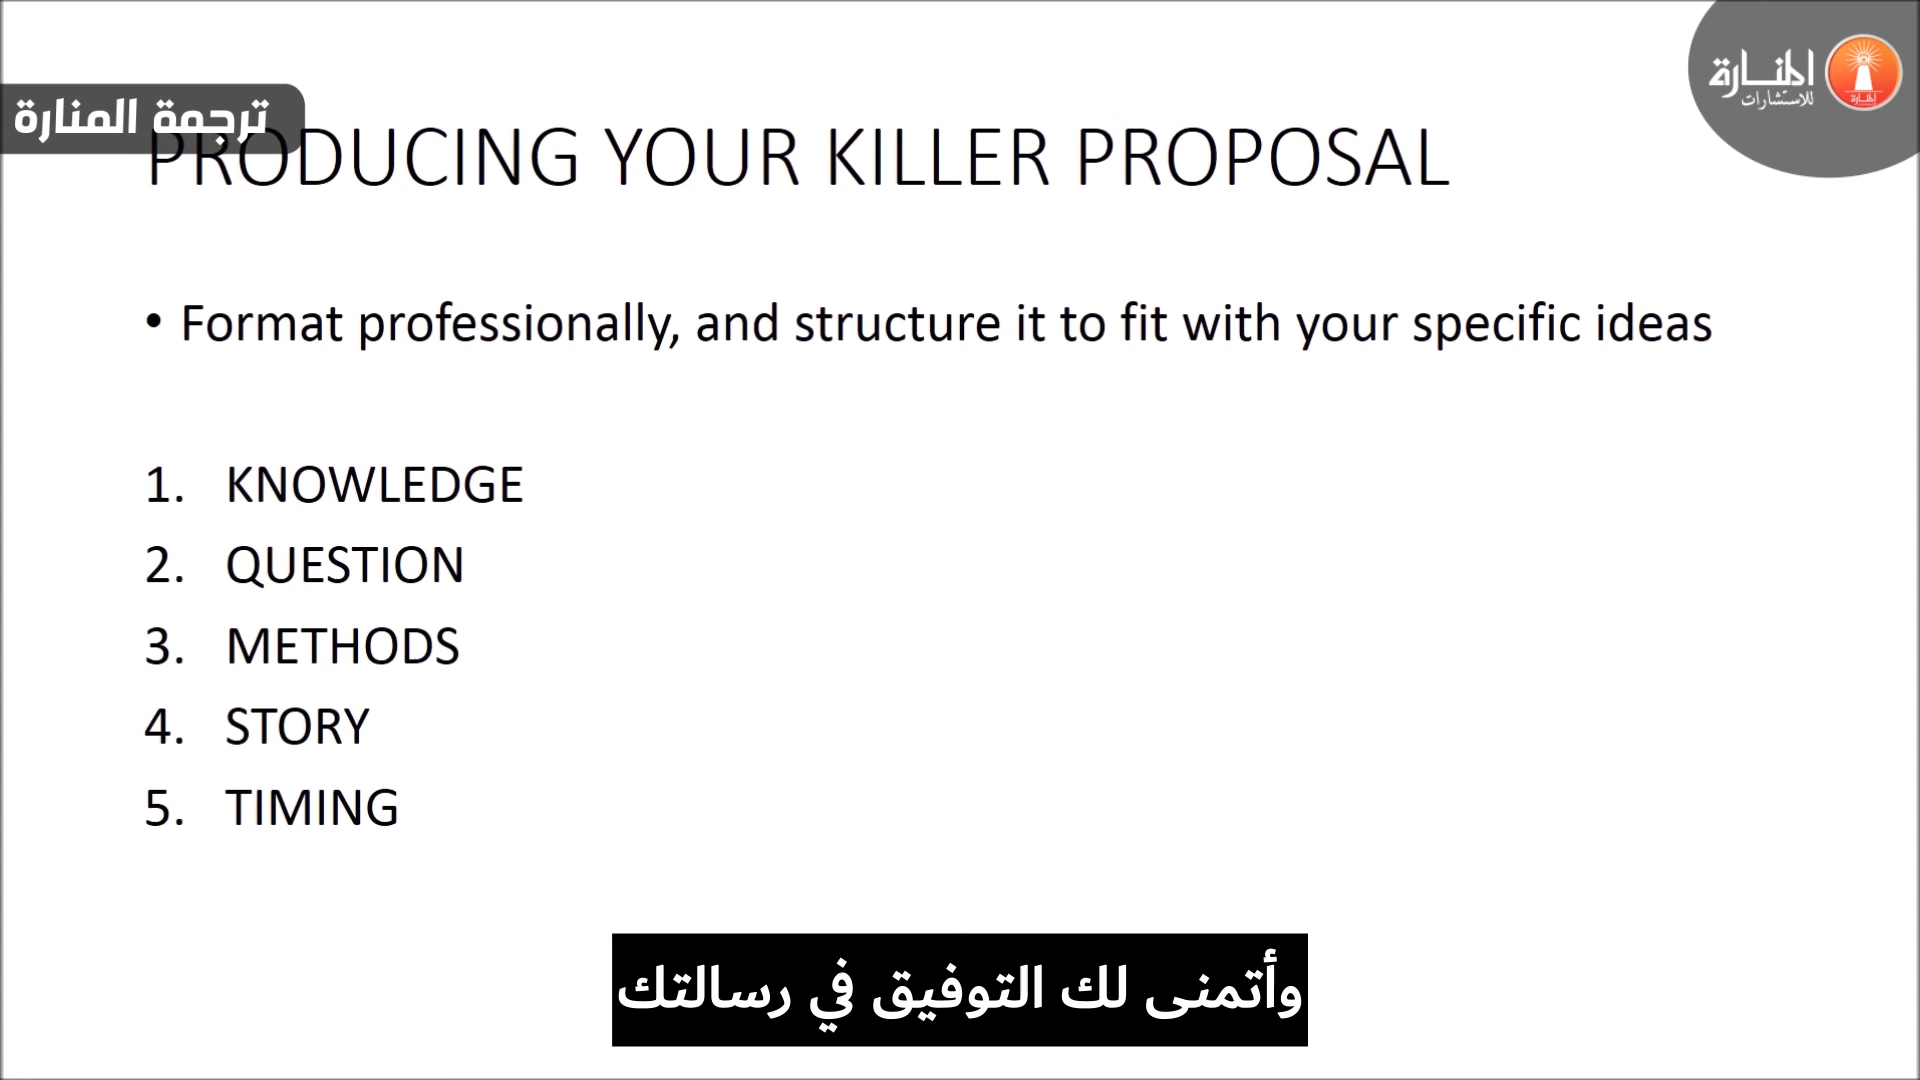 المنارة
للاستشارات
ترجمة المنارة
PRODUCING YOUR KILLER PROPOSAL
• Format professionally, and structure it to fit with your specific ideas
1. KNOWLEDGE
2. QUESTION
3. METHODS
4. STORY
5. TIMING
وأتمنى لك التوفيق في رسالتك